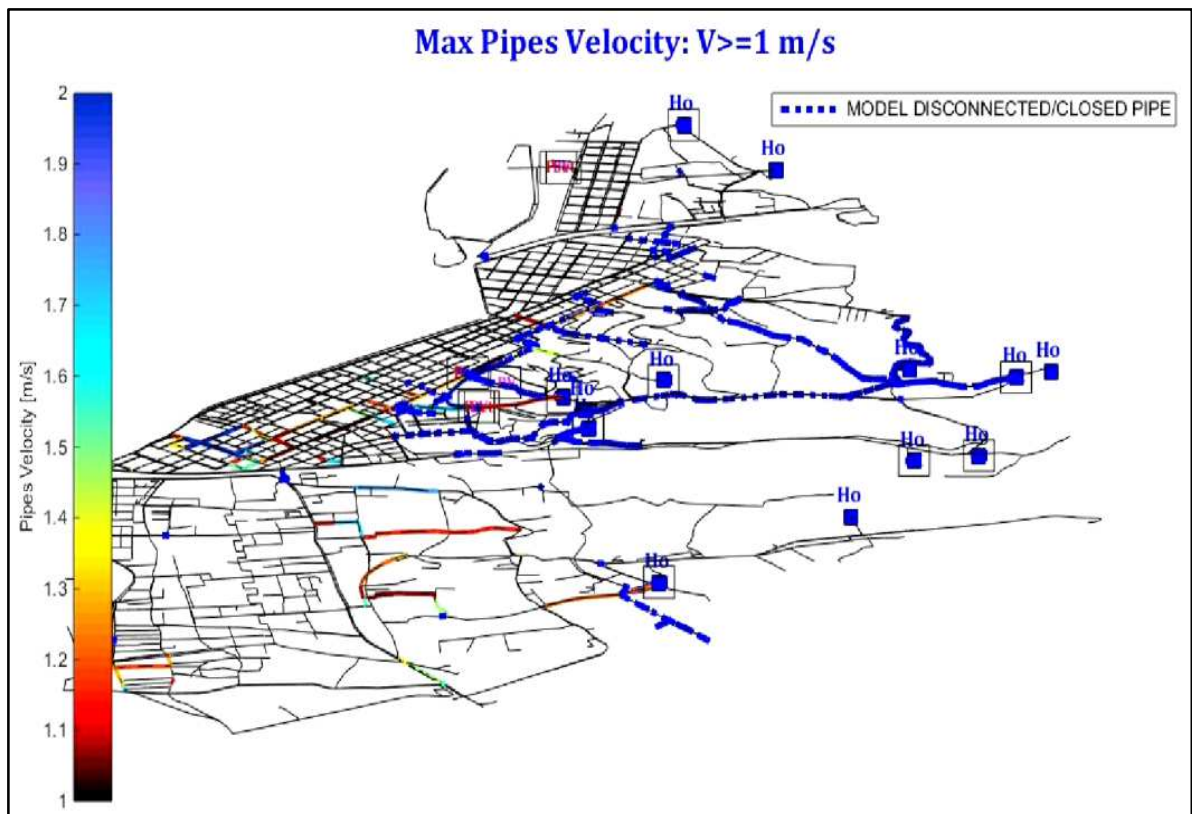 Max Pipes Velocity: V>=1 m/s
MODEL DISCONNECTED/CLOSED PIPE
Pipes Velocity [m/s]
2
1.9
1.8
1.7
1.6
1.5
1.4
1.3
1.2
1.1
1
Ho
Ho
Ho
Ho
Ho
Ho
Ho
Ho
Ho
Ho
Ho
Ho